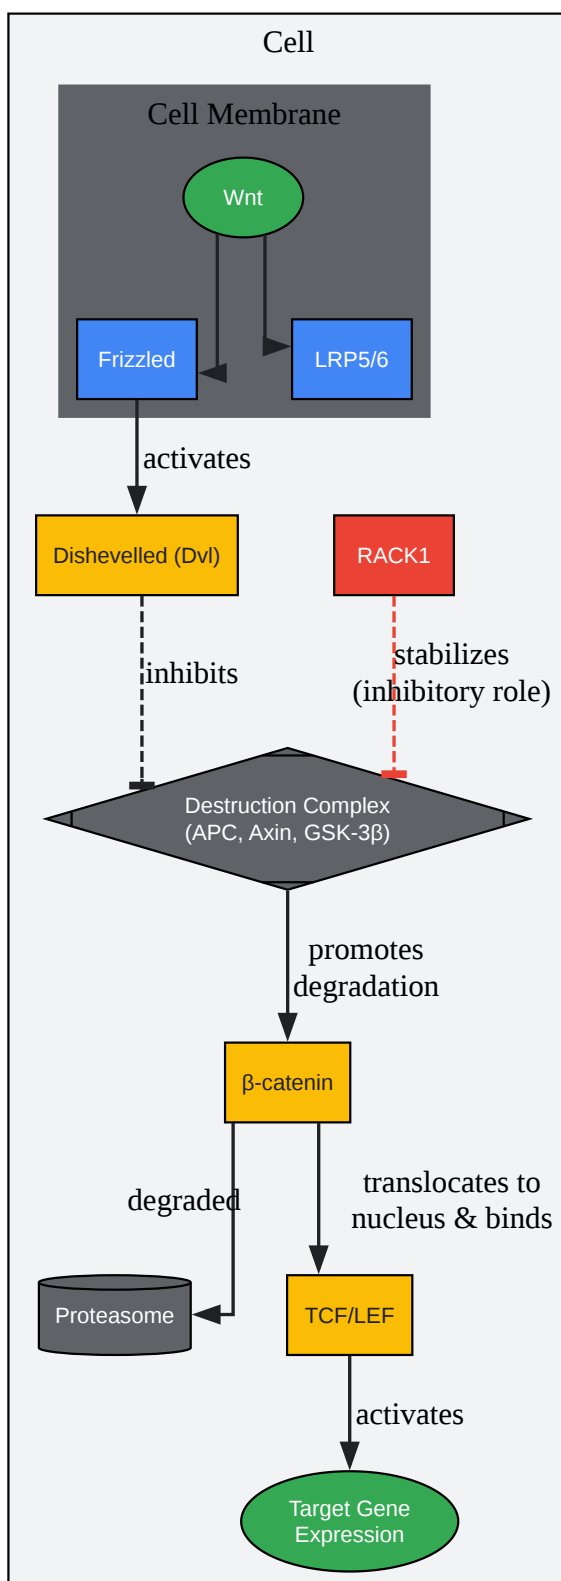 Cell
Cell Membrane
Wnt
Frizzled
LRP5/6
activates
Dishevelled (Dvl)
RACK1
inhibits
stabilizes
(inhibitory role)
Destruction Complex
(APC, Axin, GSK-3β)
promotes
degradation
β-catenin
degraded
translocates to
nucleus & binds
Proteasome
TCF/LEF
activates
Target Gene
Expression